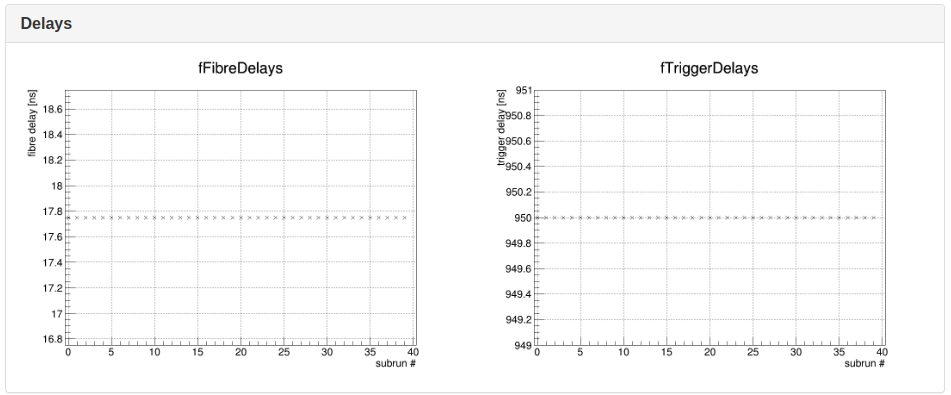 Delays
fFibreDelays
fibre delay [ns]
18.6
18.4
18.2
18
17.8
17.6
17.4
17.2
17
16.8
0 5 10 15 20 25 30 35 40
subrun #
fTriggerDelays
trigger delay [ns]
951
950.8
950.6
950.4
950.2
950
949.8
949.6
949.4
949.2
949
0 5 10 15 20 25 30 35 40
subrun #